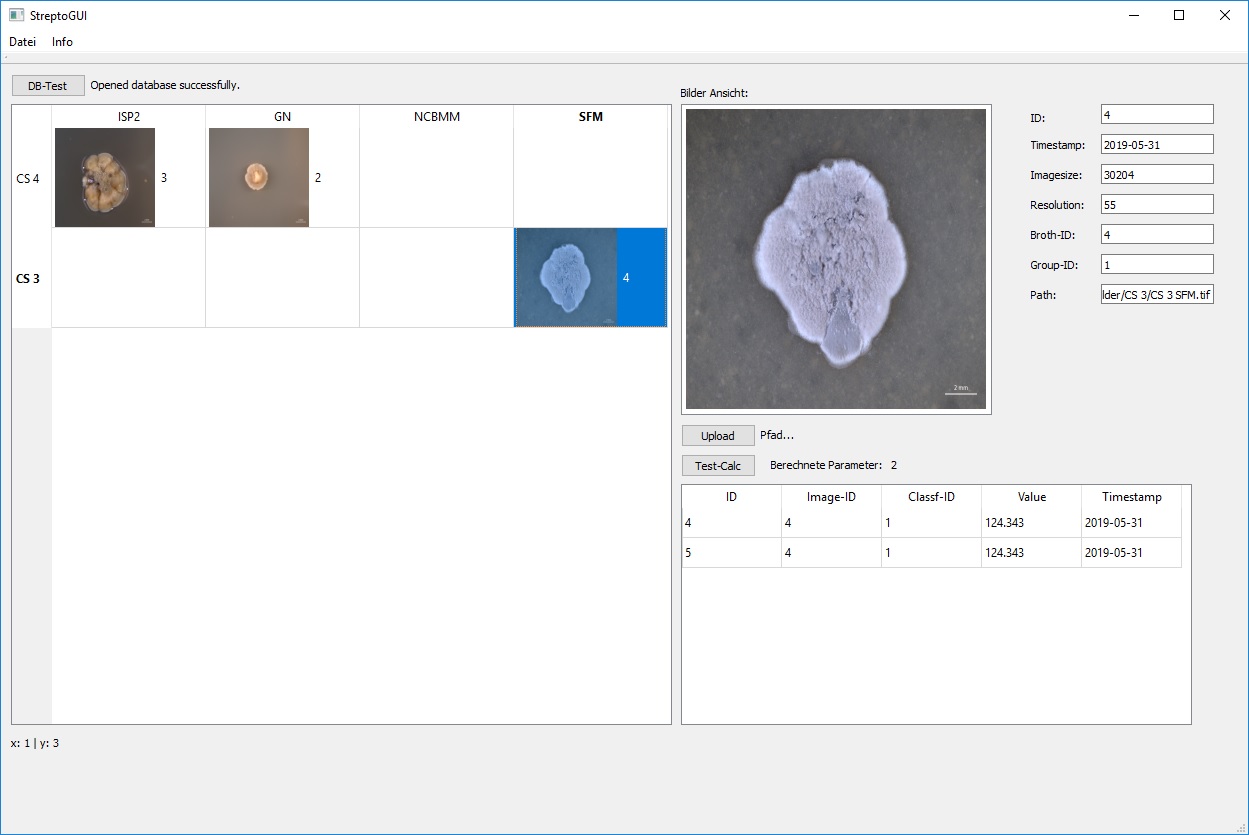 StreptoGUI
Datei Info
DB-Test Opened database successfully.
ISP2 GN NCBMM SFM
CS 4 3 2
CS 3 4
x: 1 | y: 3
Bilder Ansicht:
2 mm
ID: 4
Timestamp: 2019-05-31
Imagesize: 30204
Resolution: 55
Broth-ID: 4
Group-ID: 1
Path: lder/CS 3/CS 3 SFM.tif
Upload Pfad...
Test-Calc Berechnete Parameter: 2
ID Image-ID Classf-ID Value Timestamp
4 4 1 124.343 2019-05-31
5 4 1 124.343 2019-05-31